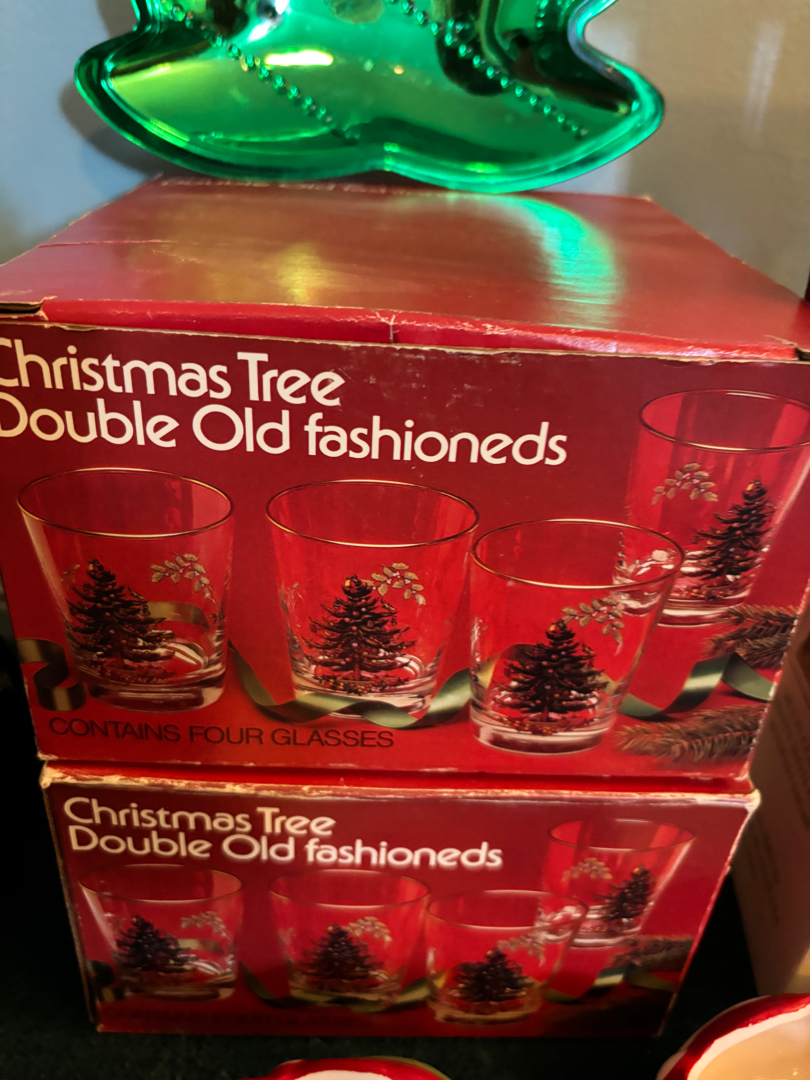 Christmas Tree
Double Old fashioneds
CONTAINS FOUR GLASSES
Christmas Tree
Double Old fashioneds